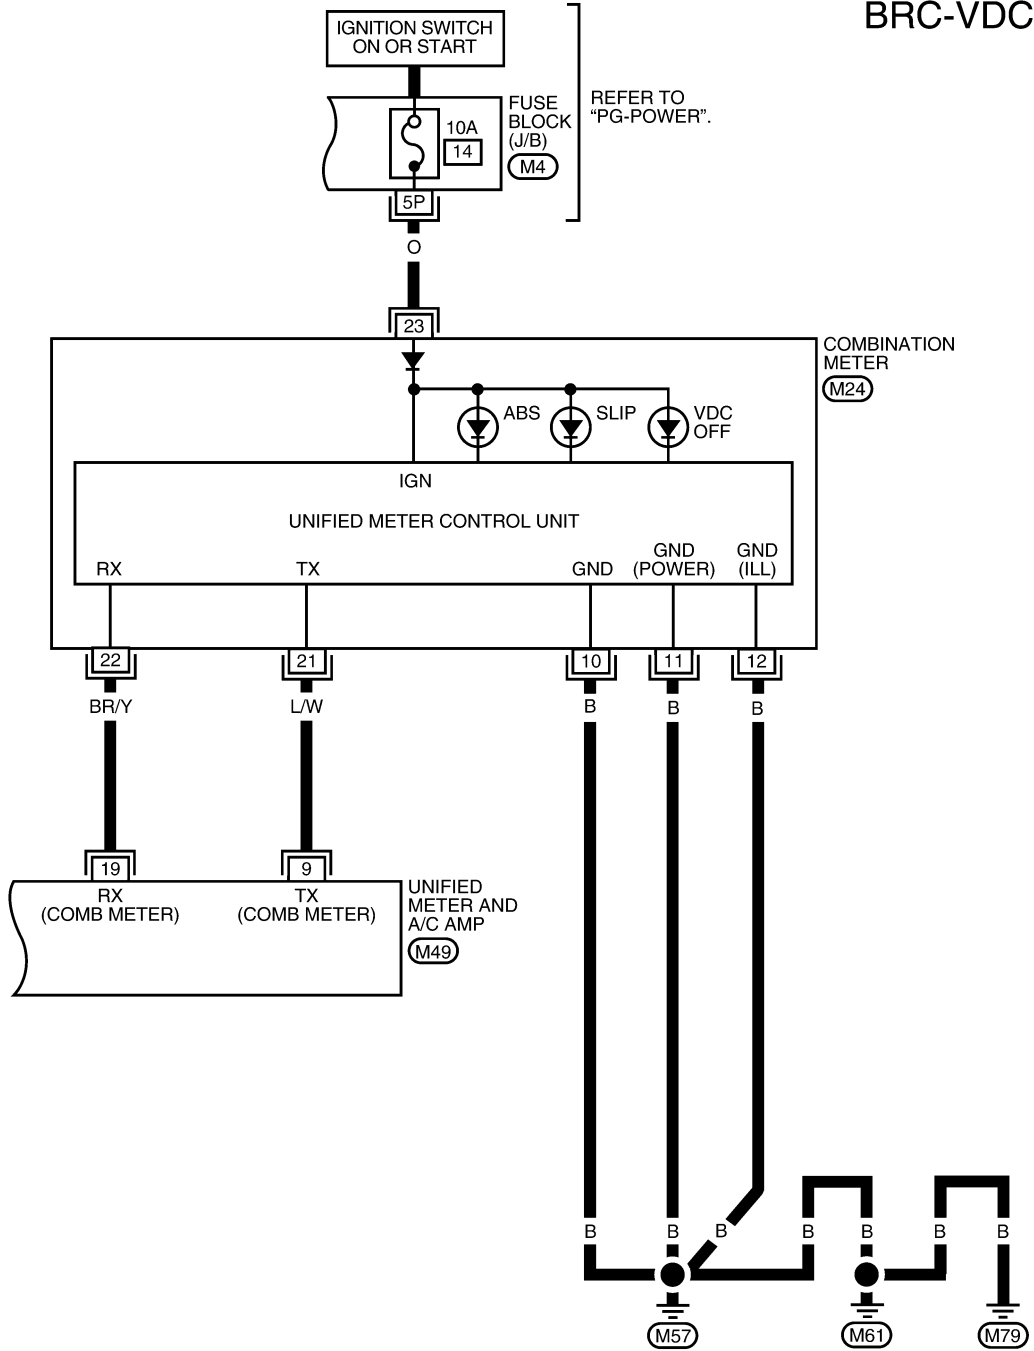 BRC-VDC
IGNITION SWITCH
ON OR START
FUSE
BLOCK
(J/B)
M4
REFER TO
“PG-POWER”.
10A
14
5P
O
23
COMBINATION
METER
M24
ABS
SLIP
VDC
OFF
IGN
UNIFIED METER CONTROL UNIT
RX
TX
GND
GND
(POWER)
GND
(ILL)
22
21
10
11
12
BR/Y
L/W
B
B
B
19
9
RX
(COMB METER)
TX
(COMB METER)
UNIFIED
METER AND
A/C AMP
M49
B
B
B
B
B
B
B
M57
M61
M79